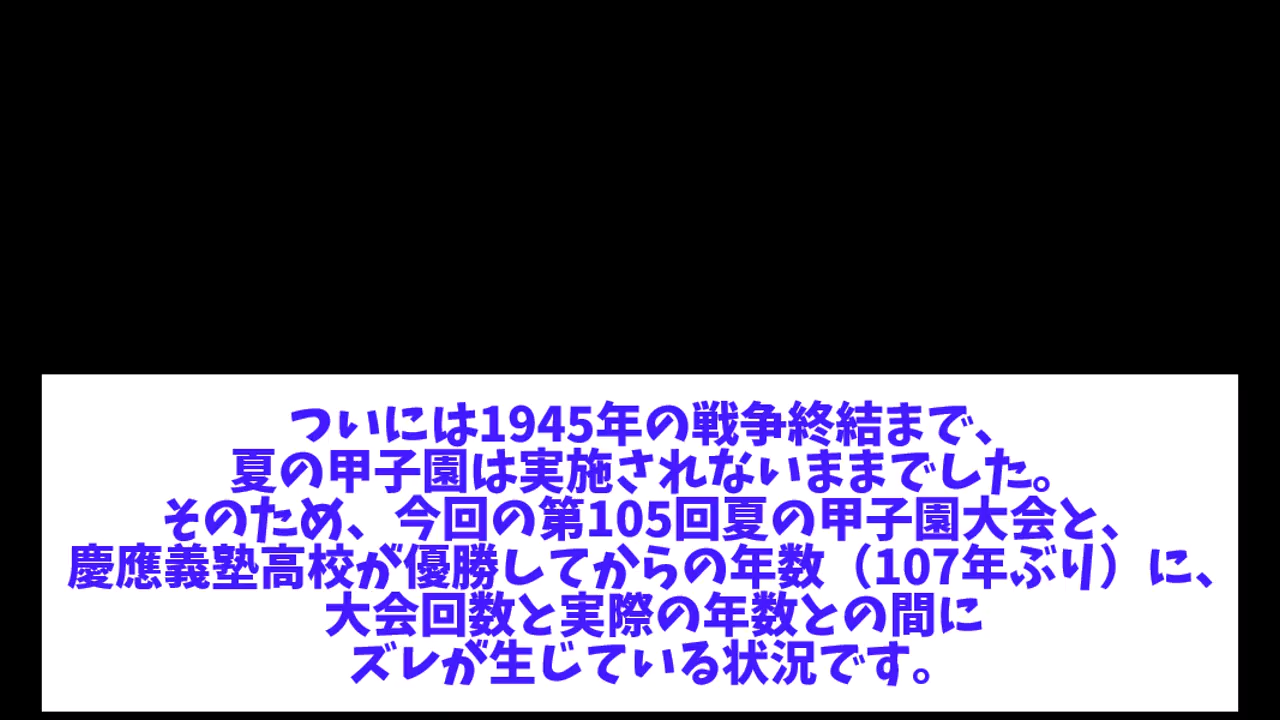 ついには1945年の戦争終結まで、
夏の甲子園は実施されないままでした。
そのため、今回の第105回夏の甲子園大会と、
慶應義塾高校が優勝してからの年数（107年ぶり）に、
大会回数と実際の年数との間に
ズレが生じている状況です。